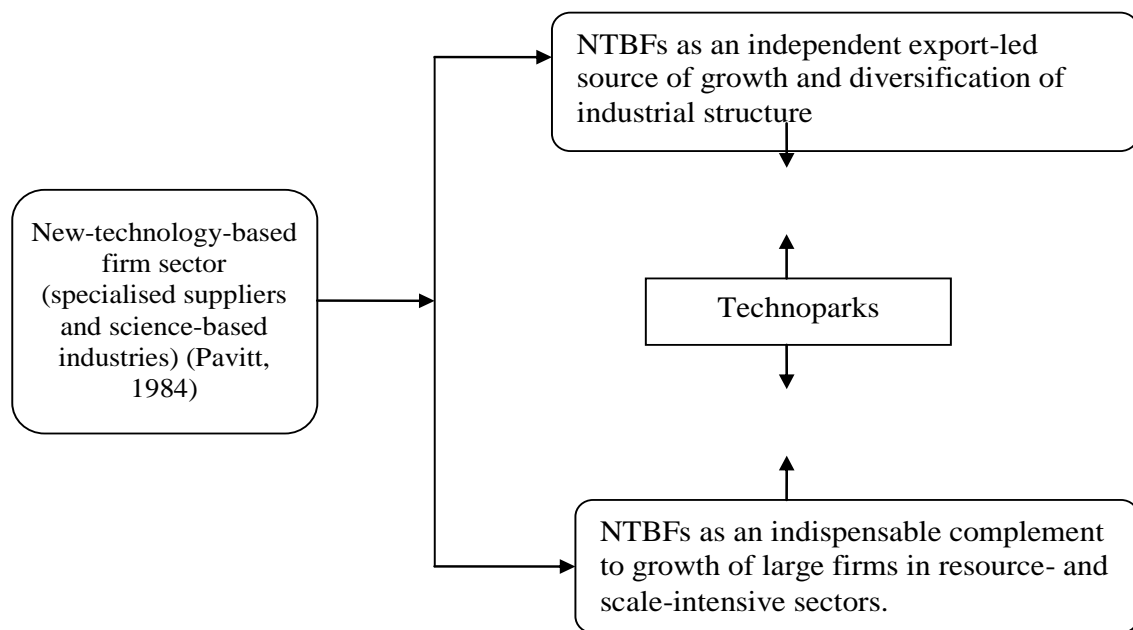 NTBFs as an independent export-led
source of growth and diversification of
industrial structure
New-technology-based
firm sector
(specialised suppliers
and science-based
industries) (Pavitt,
1984)
Technoparks
NTBFs as an indispensable complement
to growth of large firms in resource- and
scale-intensive sectors.